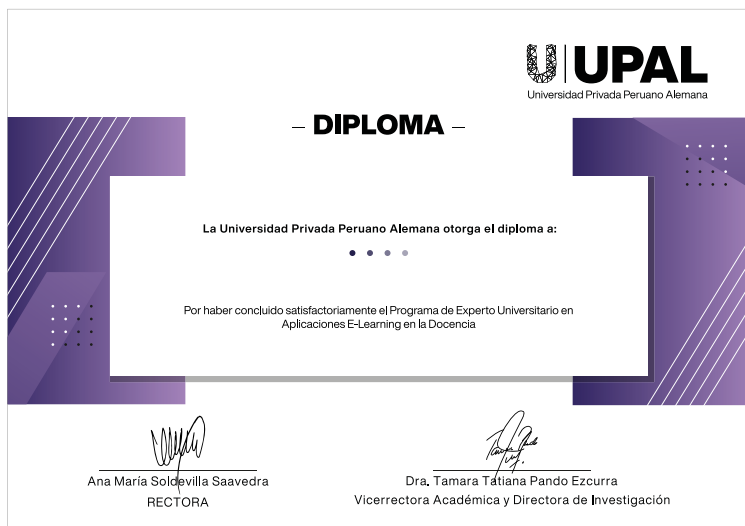 UPAL
Universidad Privada Peruano Alemana
– DIPLOMA –
La Universidad Privada Peruano Alemana otorga el diploma a:
Por haber concluido satisfactoriamente el Programa de Experto Universitario en
Aplicaciones E-Learning en la Docencia
Ana María Soldevilla Saavedra
RECTORA
Dra. Tamara Tatiana Pando Ezcurra
Vicerrectora Académica y Directora de Investigación